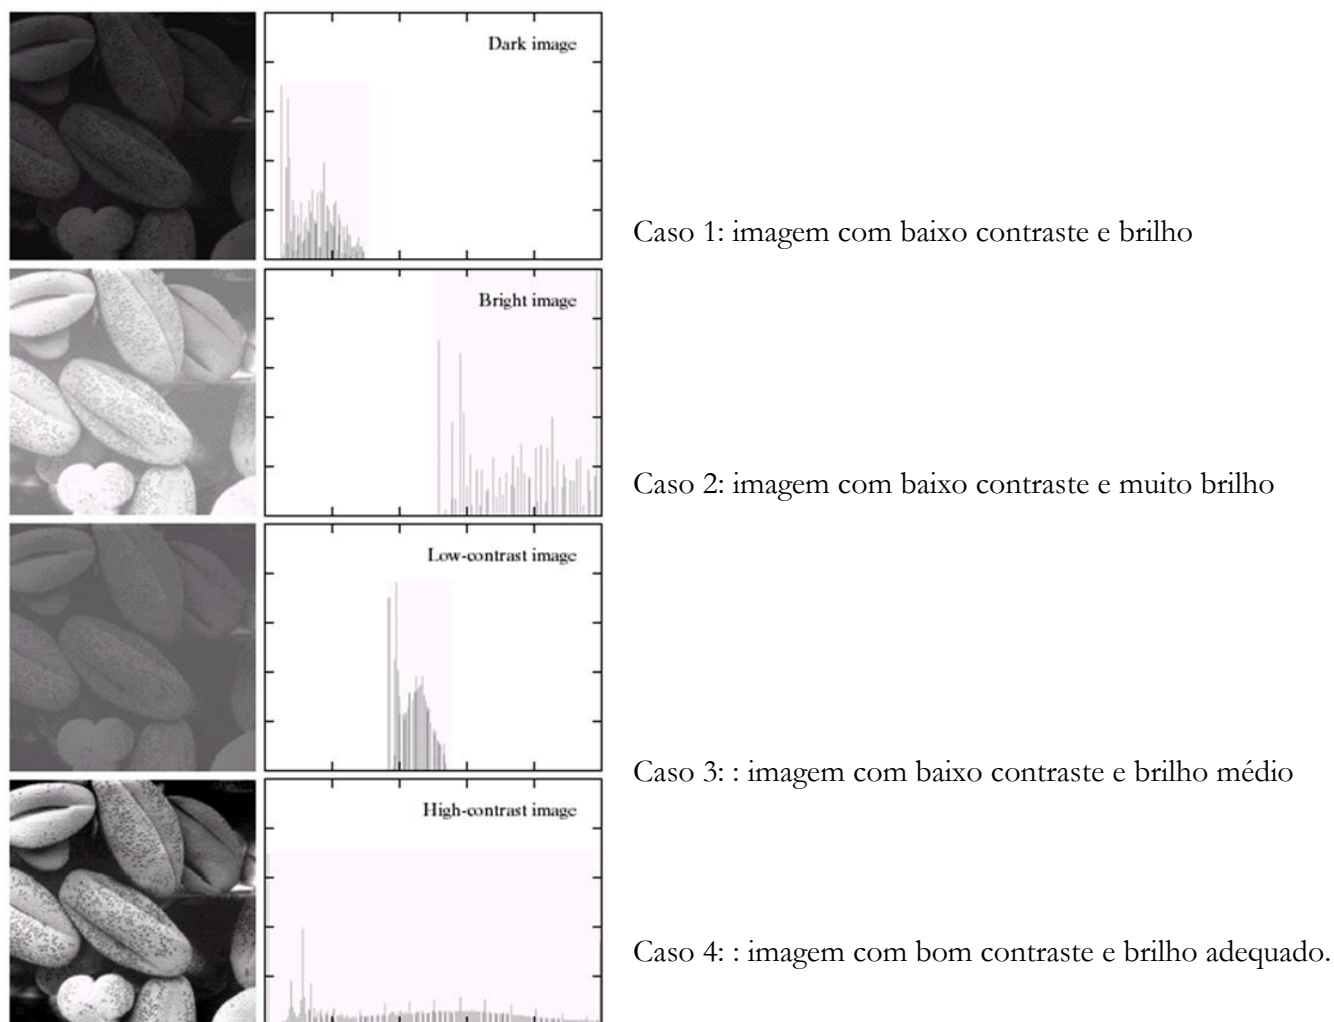 Dark image
Caso 1: imagem com baixo contraste e brilho
Bright image
Caso 2: imagem com baixo contraste e muito brilho
Low-contrast image
Caso 3: : imagem com baixo contraste e brilho médio
High-contrast image
Caso 4: : imagem com bom contraste e brilho adequado.